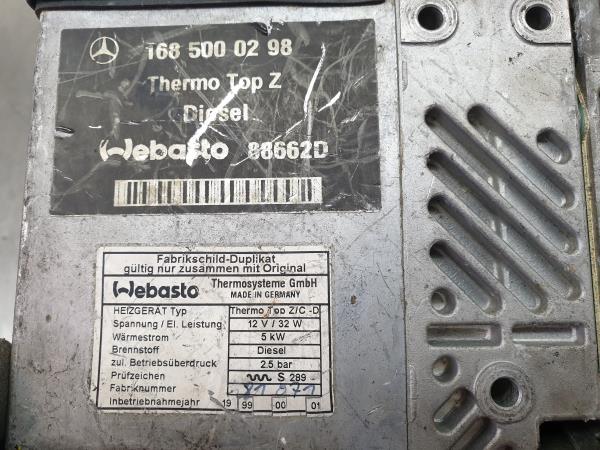 168 500 02 98
Thermo Top Z
Diesel
Webasto 88662D
Fabrikschild-Duplikat
gültig nur zusammen mit Original
Webasto Thermosysteme GmbH
MADE IN GERMANY
HEIZGERÄT Typ Thermo Top Z/C -D
Spannung / El. Leistung 12 V / 32 W
Wärmestrom 5 kW
Brennstoff Diesel
zul. Betriebsüberdruck 2.5 bar
Prüfzeichen S 289
Fabriknummer
Inbetriebnahmejahr 19 99 00 01